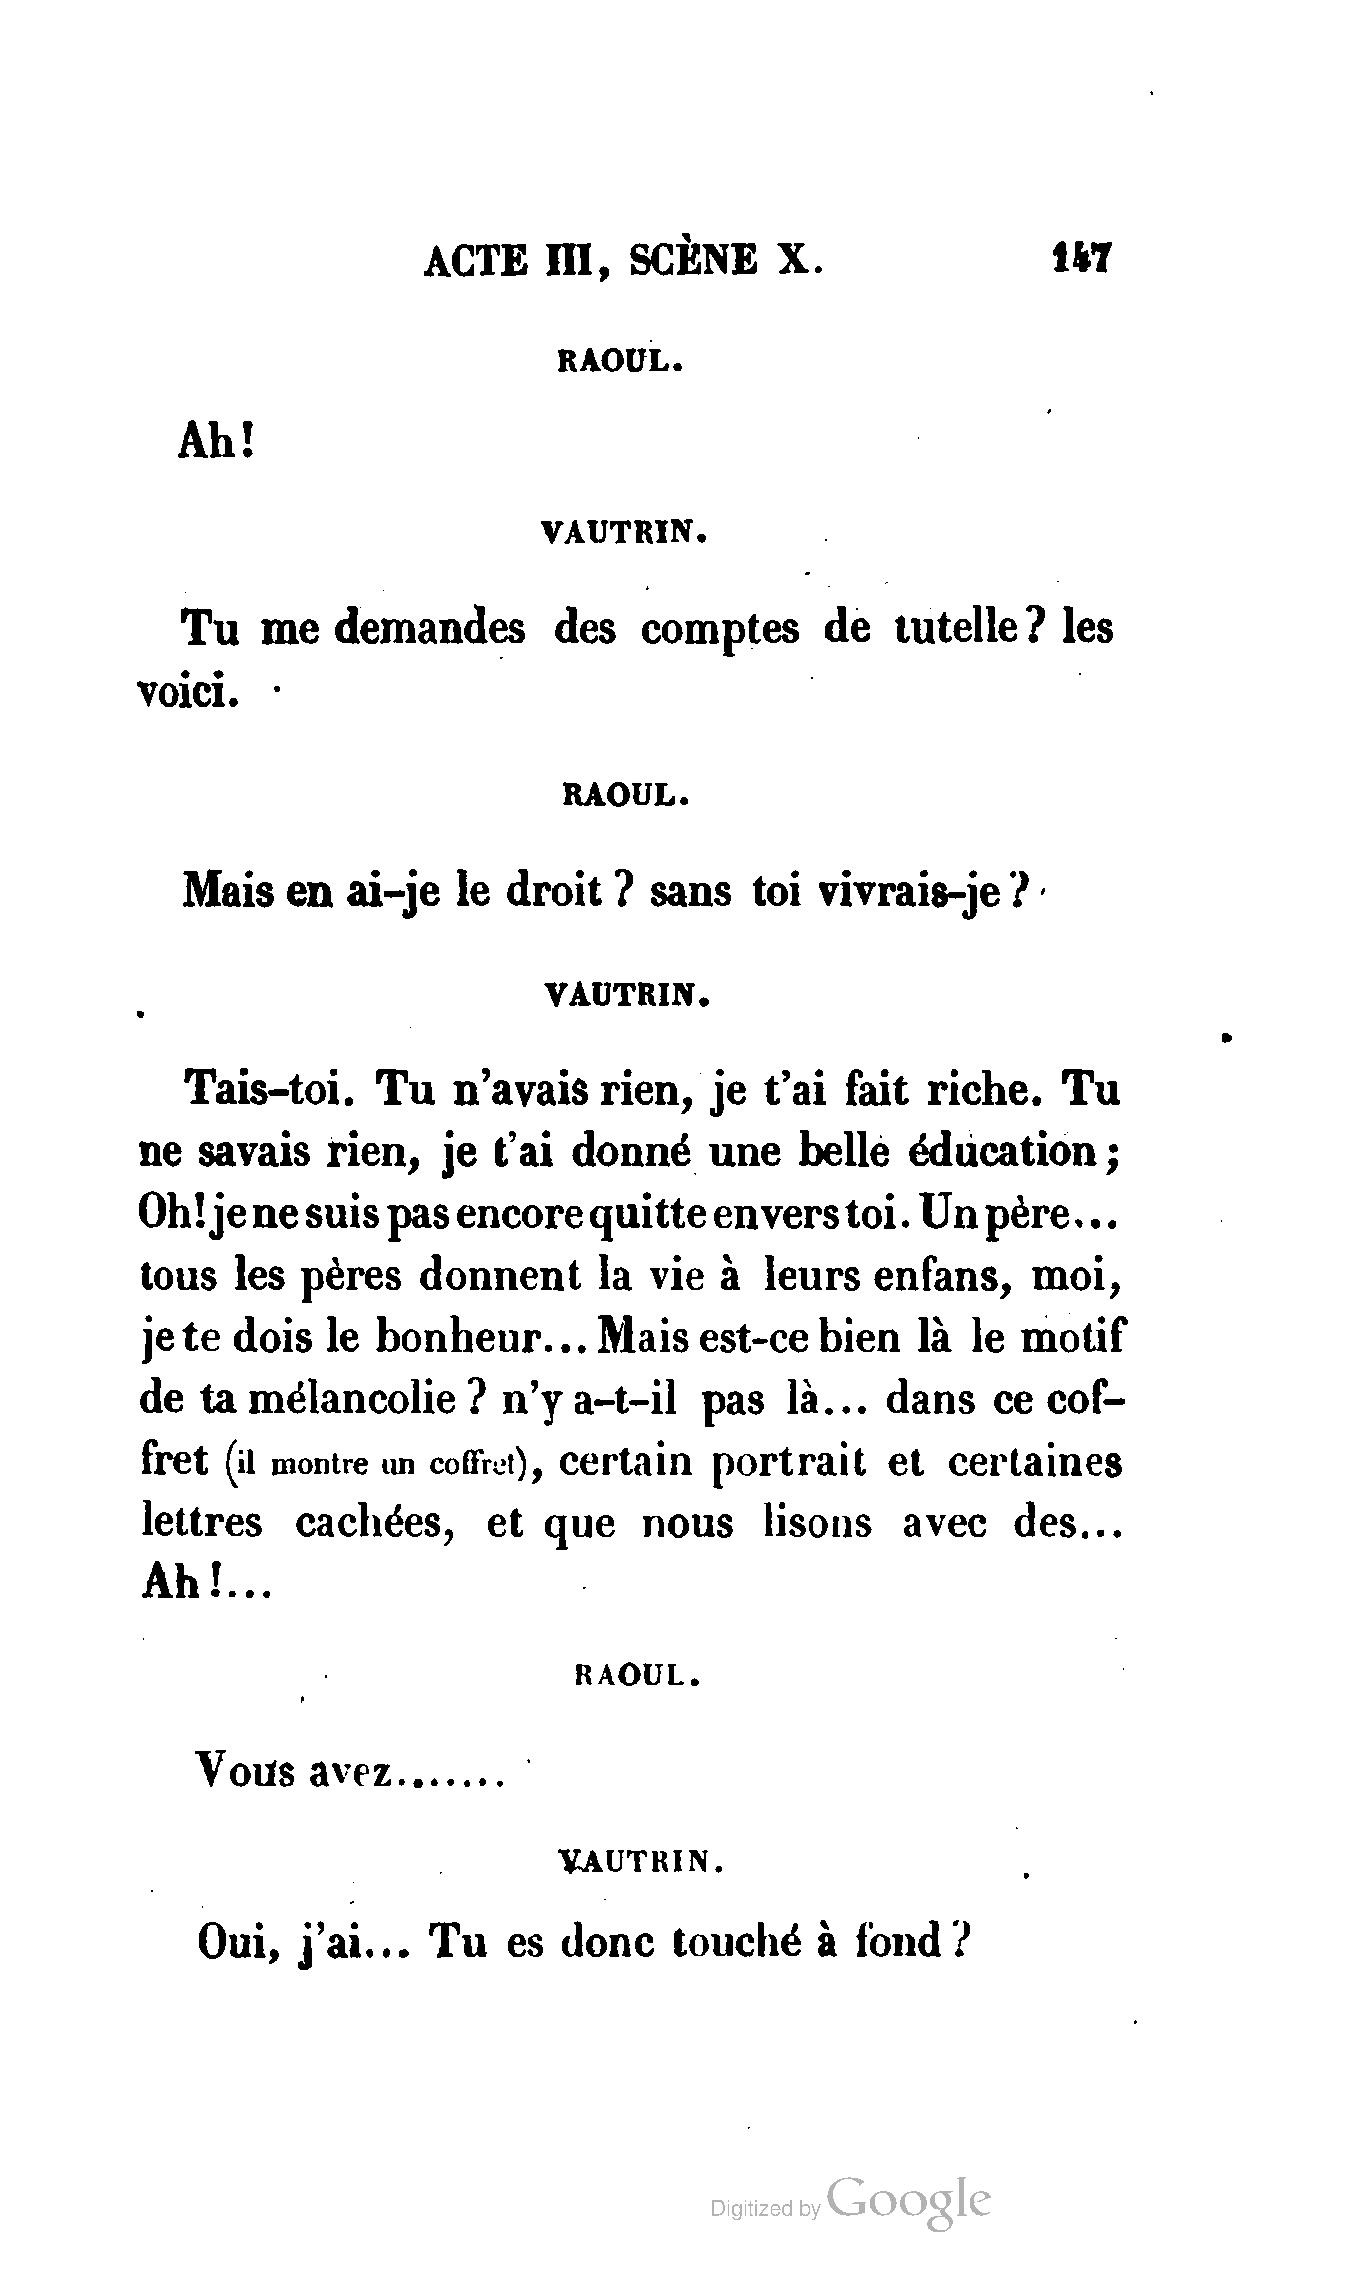 ACTE III, SCÈNE X. 147
RAOUL.
Ah!
VAUTRIN.
Tu me demandes des comptes de tutelle? les
voici.
RAOUL.
Mais en ai-je le droit ? sans toi vivrais-je ?
VAUTRIN.
Tais-toi. Tu n'avais rien, je t'ai fait riche. Tu
ne savais rien, je t'ai donné une belle éducation ;
Oh! je ne suis pas encore quitte envers toi. Un père...
tous les pères donnent la vie à leurs enfans, moi,
je te dois le bonheur... Mais est-ce bien là le motif
de ta mélancolie ? n'y a-t-il pas là... dans ce cof-
fret (il montre un coffret), certain portrait et certaines
lettres cachées, et que nous lisons avec des...
Ah !...
RAOUL.
Vous avez.......
VAUTRIN.
Oui, j'ai... Tu es donc touché à fond ?
Digitized by Google